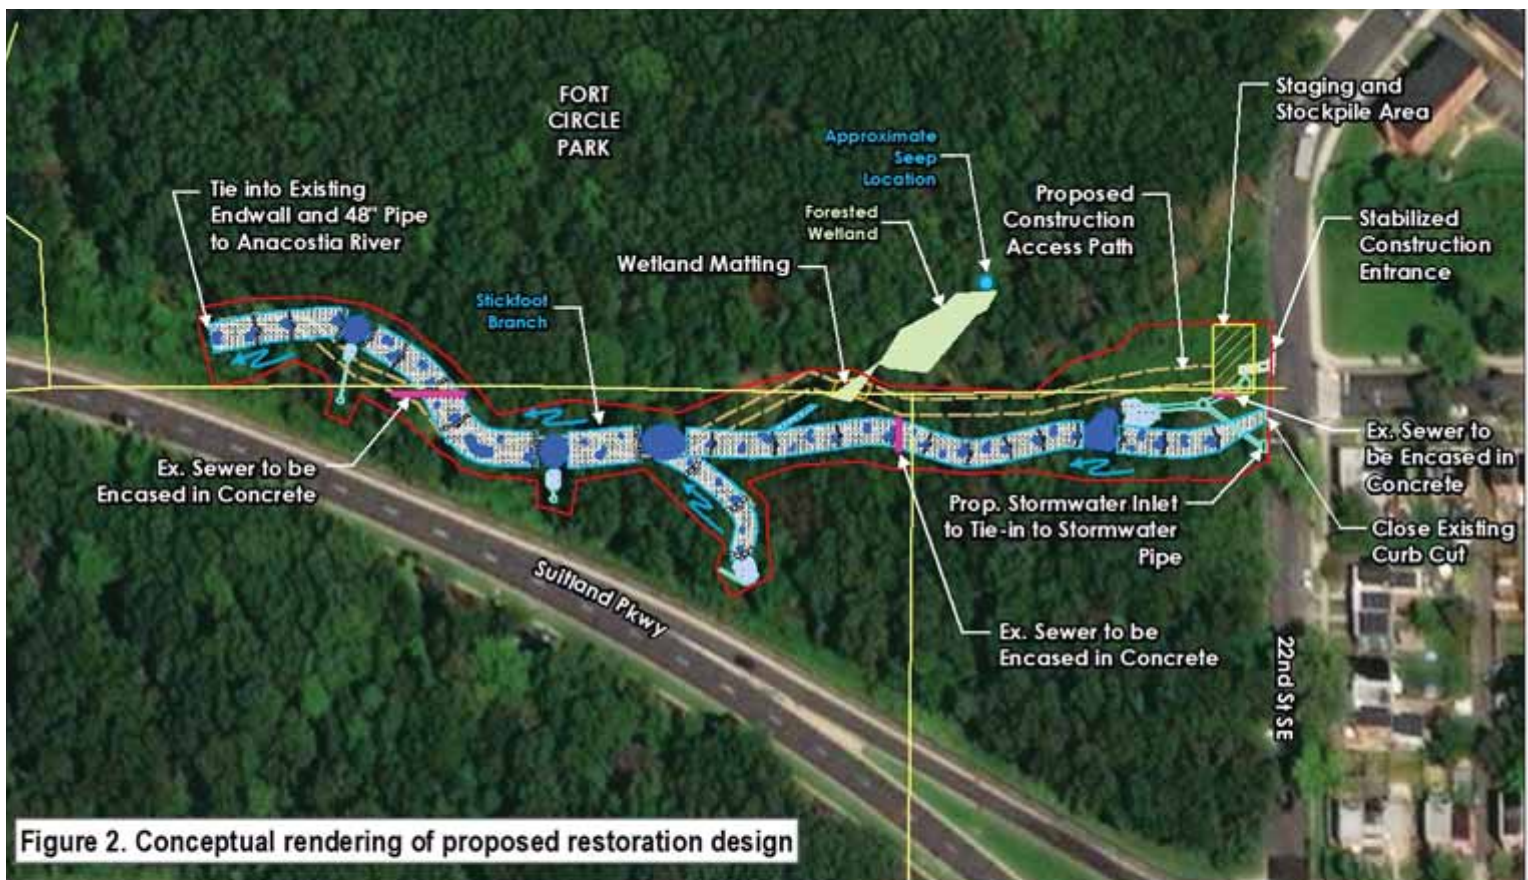 FORT
CIRCLE
PARK
Staging and
Stockpile Area
Approximate
Seep
Location
Tie into Existing
Endwall and 48" Pipe
to Anacostia River
Proposed
Construction
Access Path
Forested
Wetland
Stabilized
Construction
Entrance
Wetland Matting
Stickfoot
Branch
Ex. Sewer to be
Encased in Concrete
Ex. Sewer to
be Encased in
Concrete
Prop. Stormwater Inlet
to Tie-in to Stormwater
Pipe
Close Existing
Curb Cut
Suitland Pkwy
Ex. Sewer to be
Encased in Concrete
22nd St SE
Figure 2. Conceptual rendering of proposed restoration design